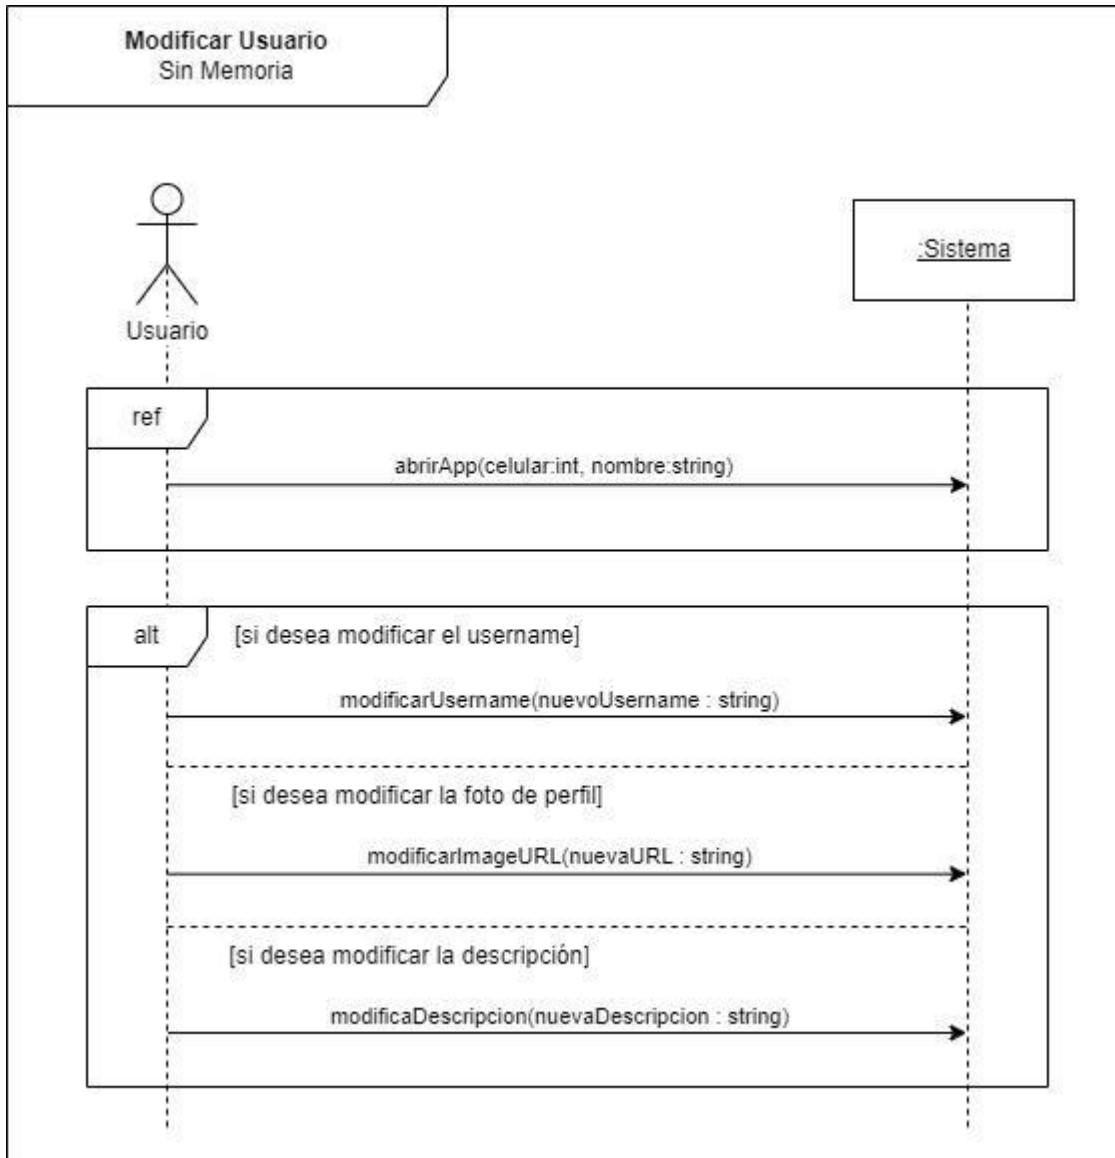 Modificar Usuario
Sin Memoria
Usuario
:Sistema
ref
abrirApp(celular:int, nombre:string)
alt
[si desea modificar el username]
modificarUsername(nuevoUsername : string)
[si desea modificar la foto de perfil]
modificarImageURL(nuevaURL : string)
[si desea modificar la descripción]
modificaDescripcion(nuevaDescripcion : string)